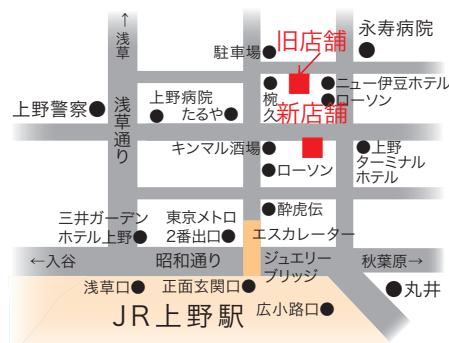 ←浅草
旧店舗
永寿病院
駐車場
ニュー伊豆ホテル
ローソン
椀久
上野病院
たるや
上野警察
浅草通り
新店舗
キンマル酒場
ローソン
上野
ターミナル
ホテル
酔虎伝
三井ガーデン
ホテル上野
東京メトロ
2番出口
エスカレーター
←入谷
昭和通り
ジュエリー
ブリッジ
秋葉原→
浅草口
正面玄関口
丸井
JR上野駅
広小路口